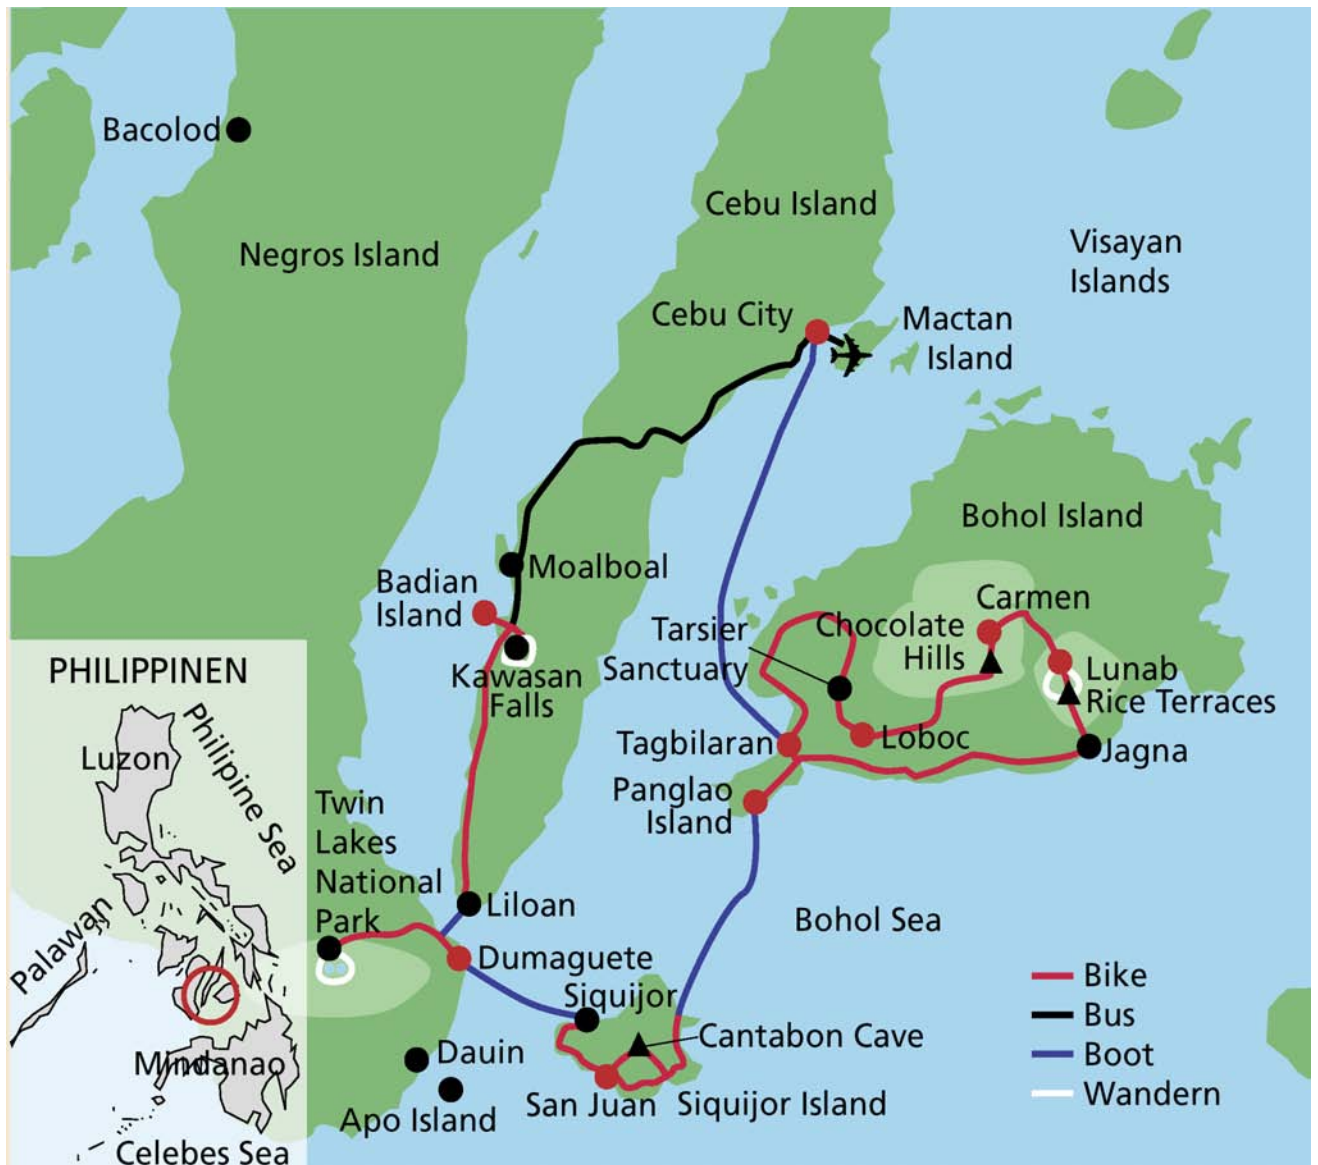 Bacolod
Negros Island
Cebu Island
Visayan
Islands
Cebu City
Mactan
Island
Bohol Island
Moalboal
Badian
Island
Kawasan
Falls
Carmen
Chocolate
Hills
Tarsier
Sanctuary
Lunab
Rice Terraces
Tagbilaran
Loboc
Jagna
Panglao
Island
PHILIPPINEN
Luzon
Philipine Sea
Palawan
Mindanao
Celebes Sea
Twin
Lakes
National
Park
Liloan
Dumaguete
Bohol Sea
Siquijor
Cantabon Cave
Dauin
Apo Island
San Juan
Siquijor Island
Bike
Bus
Boot
Wandern